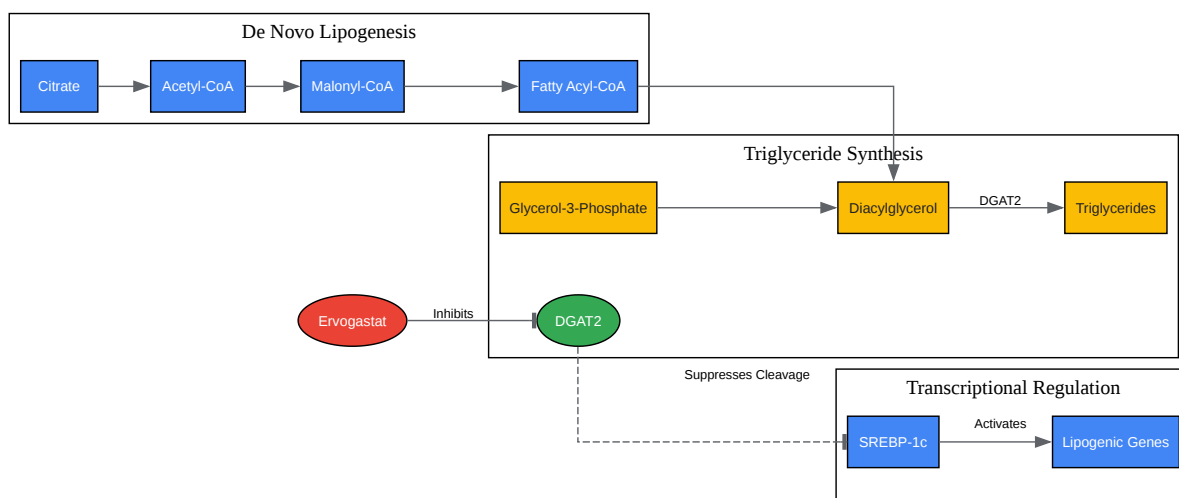 De Novo Lipogenesis
Citrate
Acetyl-CoA
Malonyl-CoA
Fatty Acyl-CoA
Triglyceride Synthesis
Glycerol-3-Phosphate
Diacylglycerol
DGAT2
Triglycerides
Ervogastat
Inhibits
DGAT2
Suppresses Cleavage
Transcriptional Regulation
SREBP-1c
Activates
Lipogenic Genes